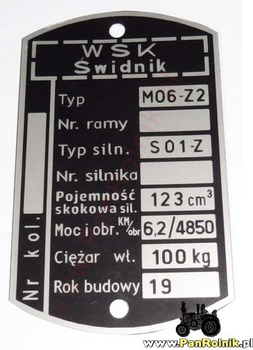 WSK
Świdnik
Typ M06-Z2
Nr. ramy
Typ siln. S01-Z
Nr. silnika
Pojemność
skokowa sil. 123 cm³
Moc i obr. KM/obr 6,2/4850
Ciężar wł. 100 kg
Rok budowy 19
Nr kol.
www.PanRolnik.pl